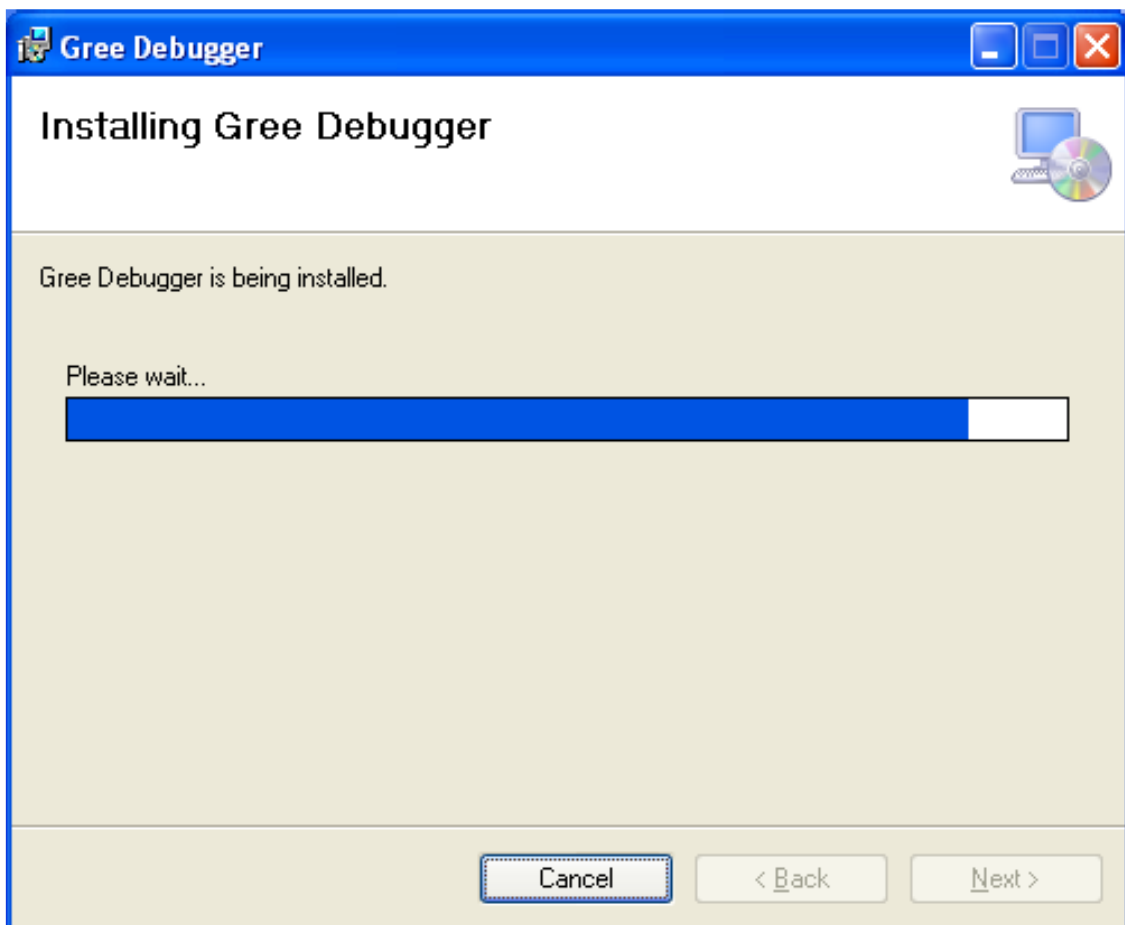 Gree Debugger
Installing Gree Debugger
Gree Debugger is being installed.
Please wait...
Cancel
< Back
Next >